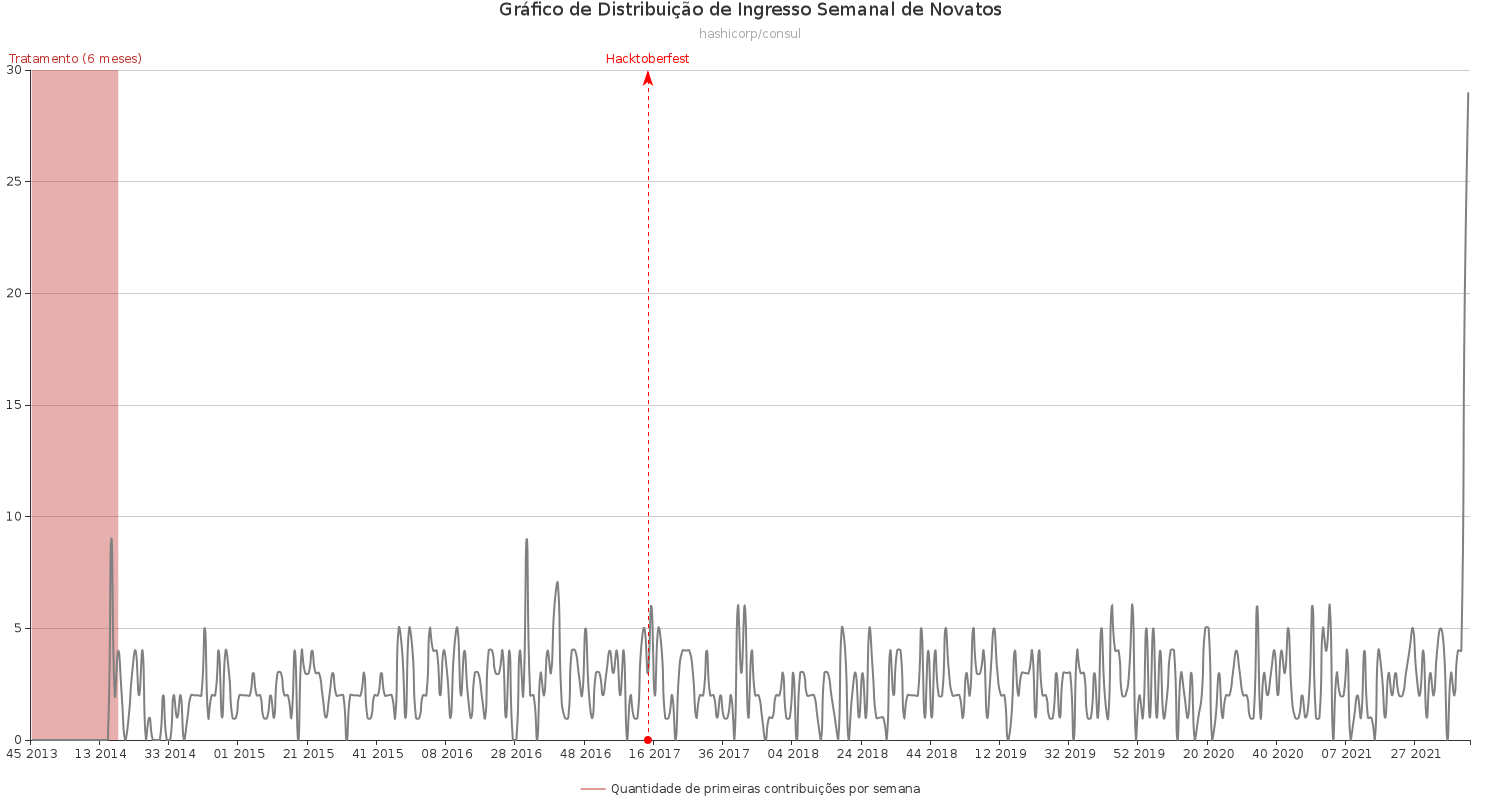 Gráfico de Distribuição de Ingresso Semanal de Novatos
hashicorp/consul
Tratamento (6 meses)
Hacktoberfest
30
25
20
15
10
5
0
45 2013 13 2014 33 2014 01 2015 21 2015 41 2015 08 2016 28 2016 48 2016 16 2017 36 2017 04 2018 24 2018 44 2018 12 2019 32 2019 52 2019 20 2020 40 2020 07 2021 27 2021
Quantidade de primeiras contribuições por semana